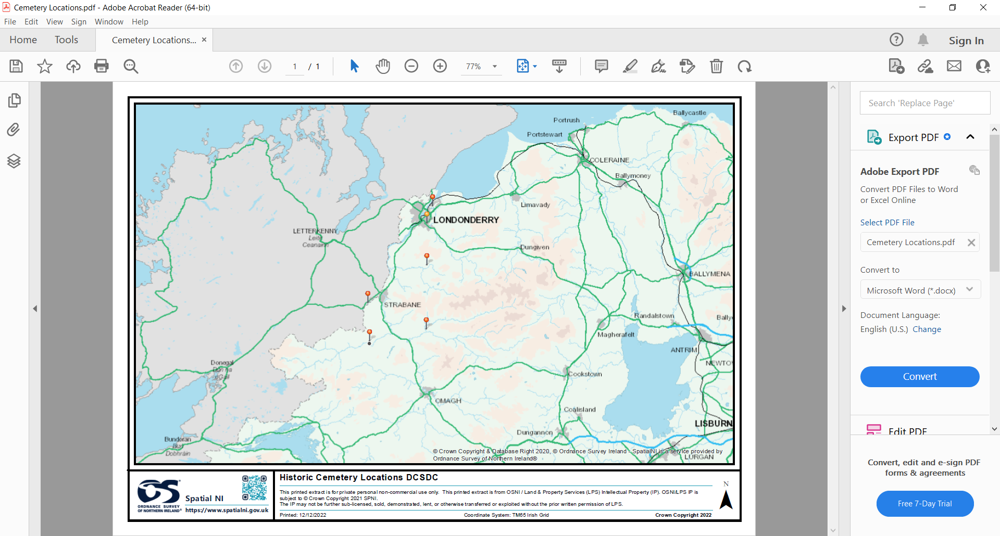 Cemetery Locations.pdf - Adobe Acrobat Reader (64-bit)
File Edit View Sign Window Help
Home Tools Cemetery Locations... × Sign In
1 / 1 77%
Search 'Replace Page'
Export PDF
Adobe Export PDF
Convert PDF Files to Word
or Excel Online
Select PDF File
Cemetery Locations.pdf
Convert to
Microsoft Word (*.docx)
Document Language:
English (U.S.) Change
Convert
Edit PDF
Convert, edit and e-sign PDF
forms & agreements
Free 7-Day Trial
Ballycastle
Portrush
Portstewart
COLERAINE
Ballymoney
Limavady
LONDONDERRY
LETTERKENNY
Leitir
Ceanainn
Dungiven
BALLYMENA
STRABANE
Randalstown
Bally
Magherafelt
ANTRIM
NEWTOW
Donegal
Dún na
nGall
Cookstown
OMAGH
Coalisland
LISBURN
Dungannon
Bundoran
Bud
Dobhráin
LURGAN
© Crown Copyright & Database Right 2020, © Ordnance Survey Ireland - SpatialNI is a service provided by
Ordnance Survey of Northern Ireland®
OS
ORDNANCE SURVEY
OF NORTHERN IRELAND®
Spatial NI
https://www.spatialni.gov.uk
Historic Cemetery Locations DCSDC
This printed extract is for private personal non-commercial use only. This printed extract is from OSNI / Land & Property Services (LPS) Intellectual Property (IP). OSNI/LPS IP is
subject to © Crown Copyright 2021 SPNI.
The IP may not be further sub-licensed, sold, demonstrated, lent, or otherwise transferred or exploited without the prior written permission of LPS.
Printed: 12/12/2022 Coordinate System: TM65 Irish Grid Crown Copyright 2022
N